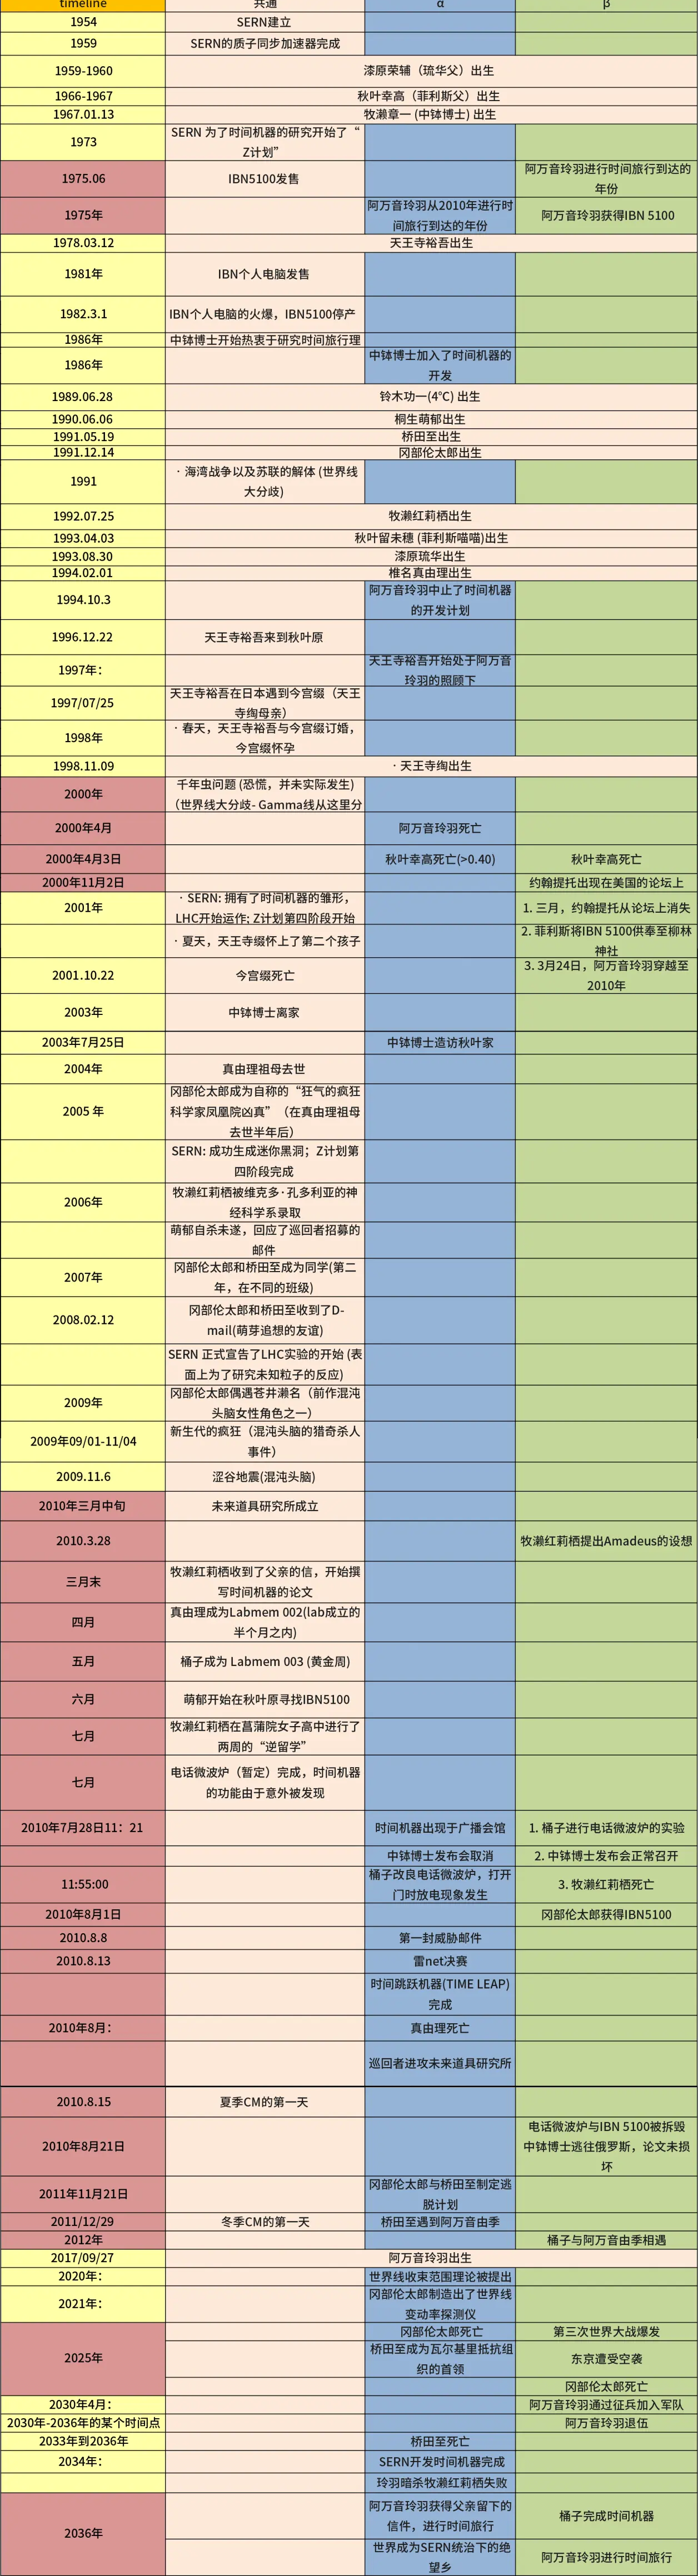 timeline
共通
α
β
1954
SERN建立
1959
SERN的质子同步加速器完成
1959-1960
漆原荣辅（琉华父）出生
1966-1967
秋叶幸高（菲利斯父）出生
1967.01.13
牧濑章一 (中钵博士) 出生
1973
SERN 为了时间机器的研究开始了“
Z计划”
1975.06
IBN5100发售
阿万音玲羽进行时间旅行到达的
年份
1975年
阿万音玲羽从2010年进行时
间旅行到达的年份
阿万音玲羽获得IBN 5100
1978.03.12
天王寺裕吾出生
1981年
IBN个人电脑发售
1982.3.1
IBN个人电脑的火爆，IBN5100停产
1986年
中钵博士开始热衷于研究时间旅行理
1986年
中钵博士加入了时间机器的
开发
1989.06.28
铃木功一(4℃) 出生
1990.06.06
桐生萌郁出生
1991.05.19
桥田至出生
1991.12.14
冈部伦太郎出生
1991
· 海湾战争以及苏联的解体 (世界线
大分歧)
1992.07.25
牧濑红莉栖出生
1993.04.03
秋叶留未穗 (菲利斯喵喵)出生
1993.08.30
漆原琉华出生
1994.02.01
椎名真由理出生
1994.10.3
阿万音玲羽中止了时间机器
的开发计划
1996.12.22
天王寺裕吾来到秋叶原
1997年：
天王寺裕吾开始处于阿万音
玲羽的照顾下
1997/07/25
天王寺裕吾在日本遇到今宫缀（天王
寺绹母亲）
1998年
· 春天，天王寺裕吾与今宫缀订婚，
今宫缀怀孕
1998.11.09
· 天王寺绹出生
2000年
千年虫问题 (恐慌，并未实际发生)
（世界线大分歧- Gamma线从这里分
2000年4月
阿万音玲羽死亡
2000年4月3日
秋叶幸高死亡(>0.40)
秋叶幸高死亡
2000年11月2日
约翰提托出现在美国的论坛上
2001年
· SERN: 拥有了时间机器的雏形，
LHC开始运作; Z计划第四阶段开始
1. 三月，约翰提托从论坛上消失
· 夏天，天王寺缀怀上了第二个孩子
2. 菲利斯将IBN 5100供奉至柳林
神社
2001.10.22
今宫缀死亡
3. 3月24日，阿万音玲羽穿越至
2010年
2003年
中钵博士离家
2003年7月25日
中钵博士造访秋叶家
2004年
真由理祖母去世
2005 年
冈部伦太郎成为自称的“狂气的疯狂
科学家凤凰院凶真”（在真由理祖母
去世半年后）
SERN: 成功生成迷你黑洞；Z计划第
四阶段完成
2006年
牧濑红莉栖被维克多·孔多利亚的神
经科学系录取
萌郁自杀未遂，回应了巡回者招募的
邮件
2007年
冈部伦太郎和桥田至成为同学(第二
年，在不同的班级)
2008.02.12
冈部伦太郎和桥田至收到了D-
mail(萌芽追想的友谊)
SERN 正式宣告了LHC实验的开始 (表
面上为了研究未知粒子的反应)
2009年
冈部伦太郎偶遇苍井濑名（前作混沌
头脑女性角色之一）
2009年09/01-11/04
新生代的疯狂（混沌头脑的猎奇杀人
事件）
2009.11.6
涩谷地震(混沌头脑)
2010年三月中旬
未来道具研究所成立
2010.3.28
牧濑红莉栖提出Amadeus的设想
三月末
牧濑红莉栖收到了父亲的信，开始撰
写时间机器的论文
四月
真由理成为Labmem 002(lab成立的
半个月之内)
五月
桶子成为 Labmem 003 (黄金周)
六月
萌郁开始在秋叶原寻找IBN5100
七月
牧濑红莉栖在菖蒲院女子高中进行了
两周的“逆留学”
七月
电话微波炉（暂定）完成，时间机器
的功能由于意外被发现
2010年7月28日11：21
时间机器出现于广播会馆
1. 桶子进行电话微波炉的实验
中钵博士发布会取消
2. 中钵博士发布会正常召开
11:55:00
桶子改良电话微波炉，打开
门时放电现象发生
3. 牧濑红莉栖死亡
2010年8月1日
冈部伦太郎获得IBN5100
2010.8.8
第一封威胁邮件
2010.8.13
雷net决赛
时间跳跃机器(TIME LEAP)
完成
2010年8月：
真由理死亡
巡回者进攻未来道具研究所
2010.8.15
夏季CM的第一天
2010年8月21日
电话微波炉与IBN 5100被拆毁
中钵博士逃往俄罗斯，论文未损
坏
2011年11月21日
冈部伦太郎与桥田至制定逃
脱计划
2011/12/29
冬季CM的第一天
桥田至遇到阿万音由季
2012年
桶子与阿万音由季相遇
2017/09/27
阿万音玲羽出生
2020年：
世界线收束范围理论被提出
2021年：
冈部伦太郎制造出了世界线
变动率探测仪
2025年
冈部伦太郎死亡
第三次世界大战爆发
桥田至成为瓦尔基里抵抗组
织的首领
东京遭受空袭
冈部伦太郎死亡
2030年4月：
阿万音玲羽通过征兵加入军队
2030年-2036年的某个时间点
阿万音玲羽退伍
2033年到2036年
桥田至死亡
2034年：
SERN开发时间机器完成
玲羽暗杀牧濑红莉栖失败
2036年
阿万音玲羽获得父亲留下的
信件，进行时间旅行
桶子完成时间机器
世界成为SERN统治下的绝
望乡
阿万音玲羽进行时间旅行